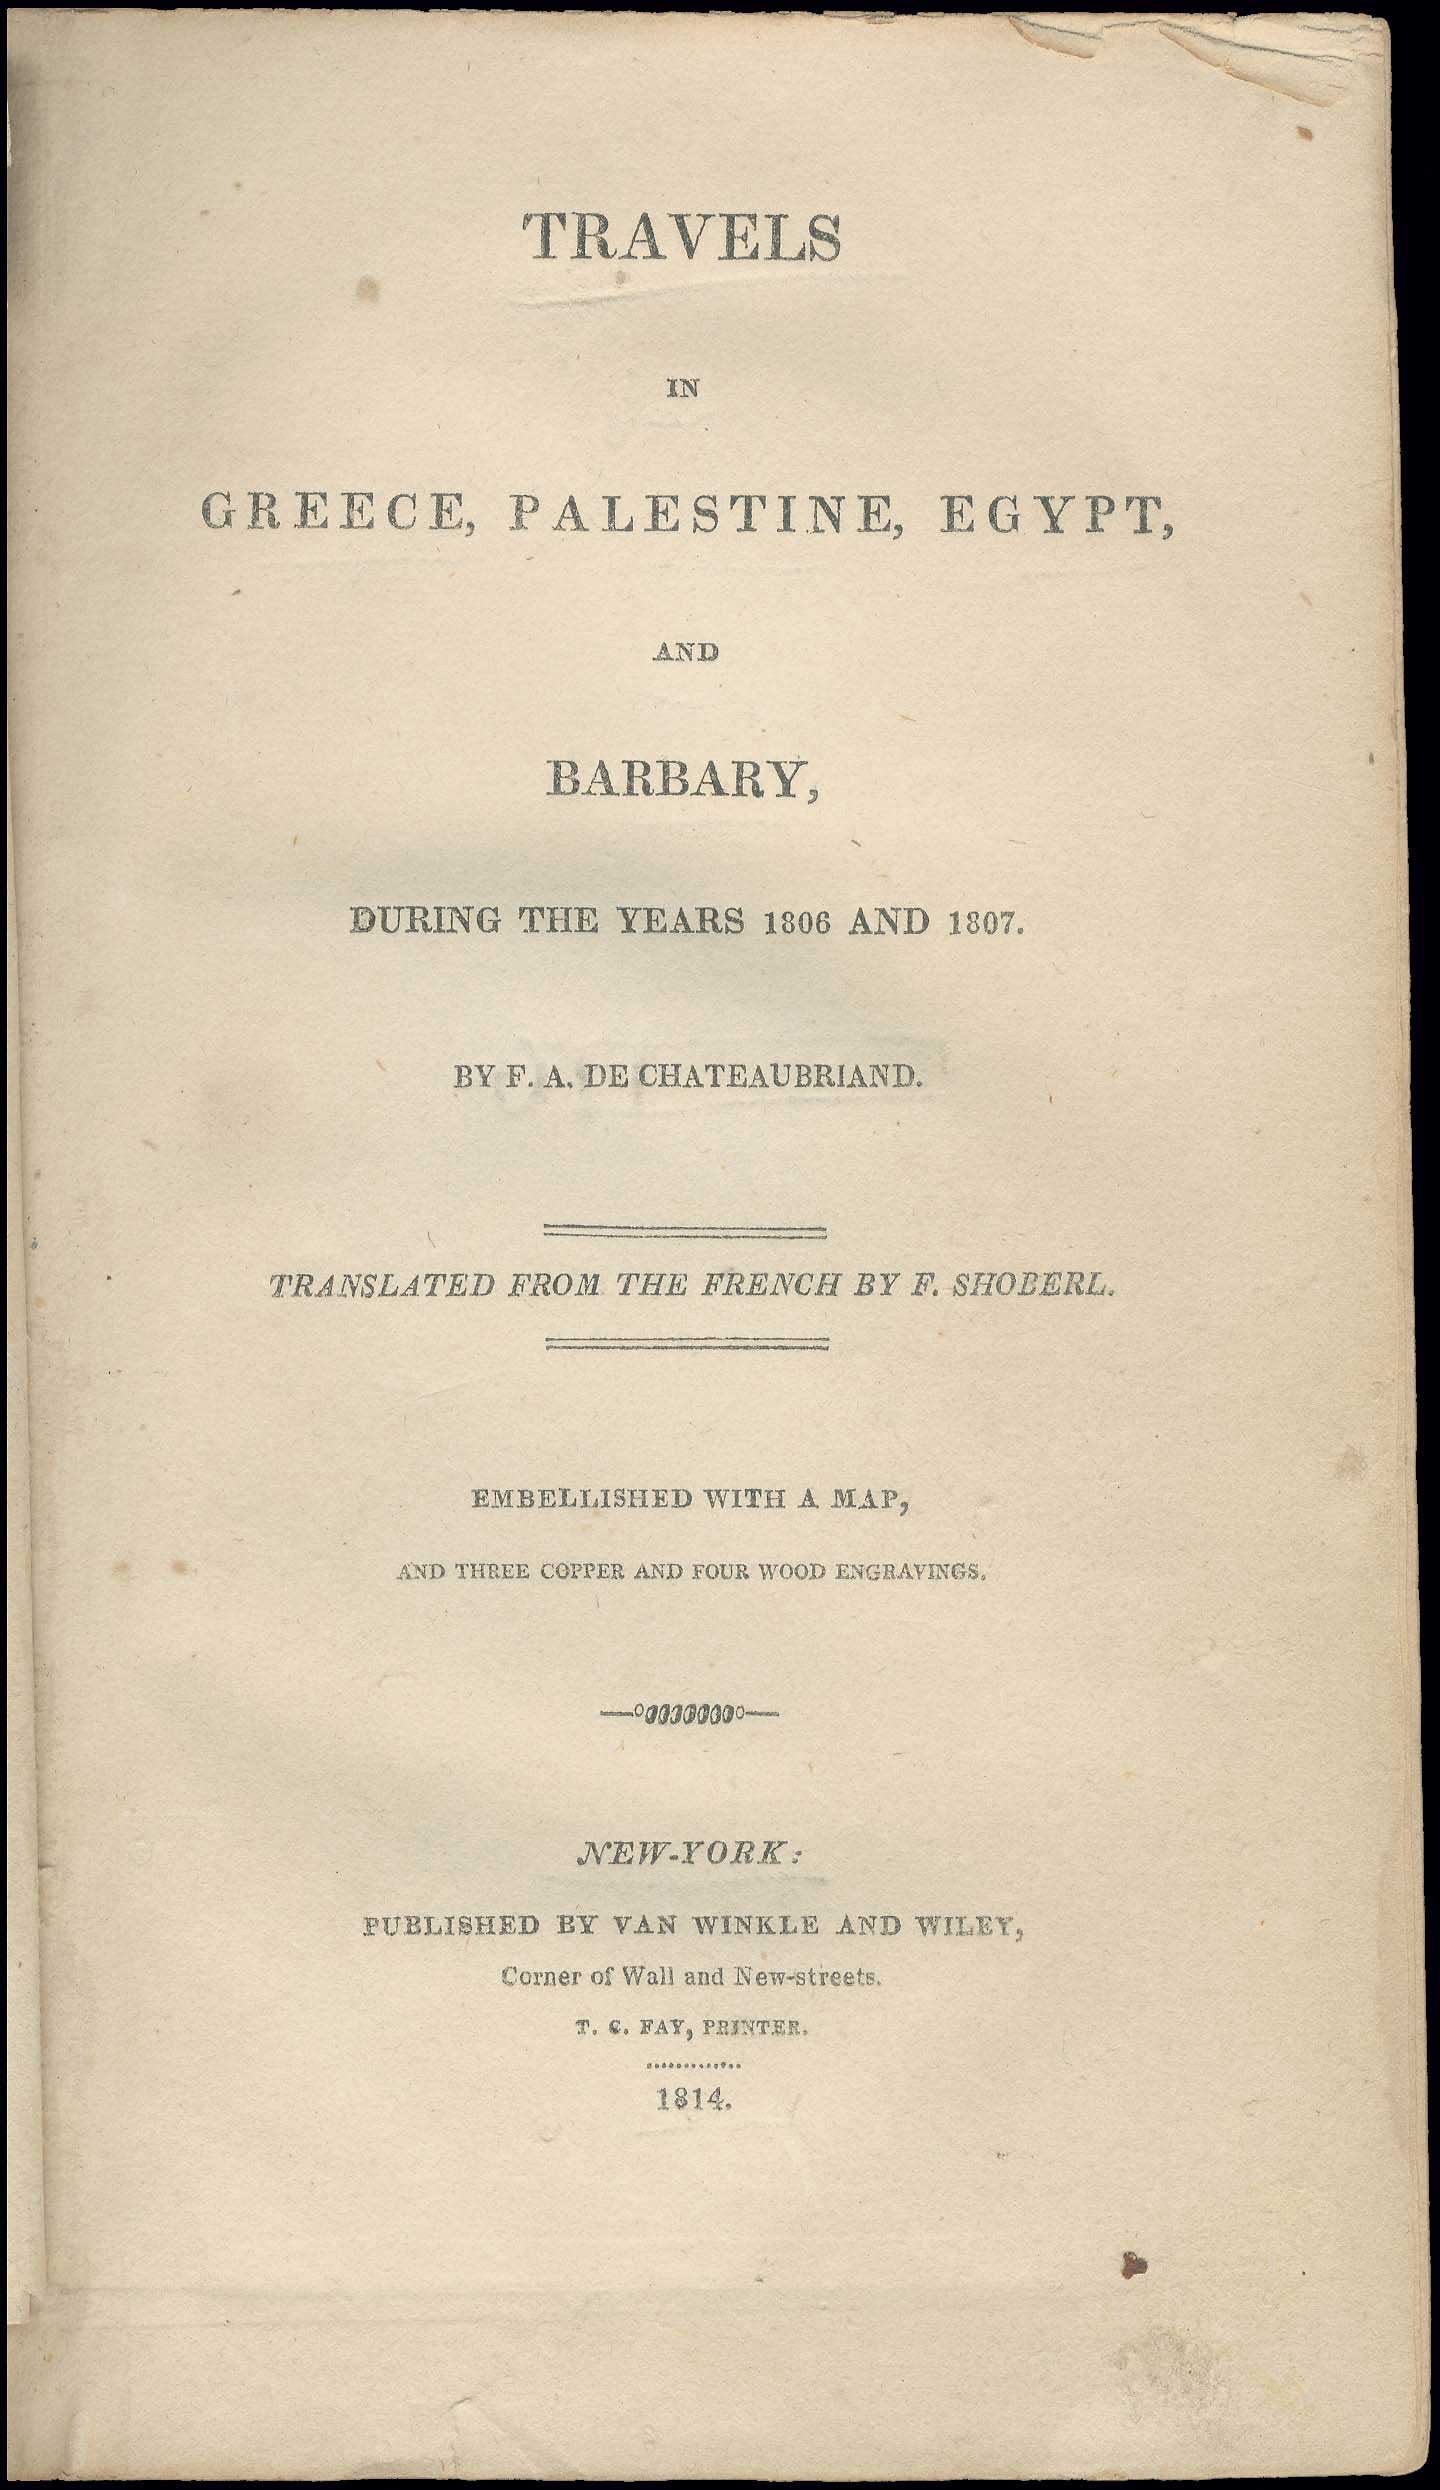 TRAVELS
IN
GREECE, PALESTINE, EGYPT,
AND
BARBARY,
DURING THE YEARS 1806 AND 1807.
BY F. A. DE CHATEAUBRIAND.
TRANSLATED FROM THE FRENCH BY F. SHOBERL.
EMBELLISHED WITH A MAP,
AND THREE COPPER AND FOUR WOOD ENGRAVINGS.
NEW-YORK:
PUBLISHED BY VAN WINKLE AND WILEY,
Corner of Wall and New-streets.
T. C. FAY, PRINTER.
1814.